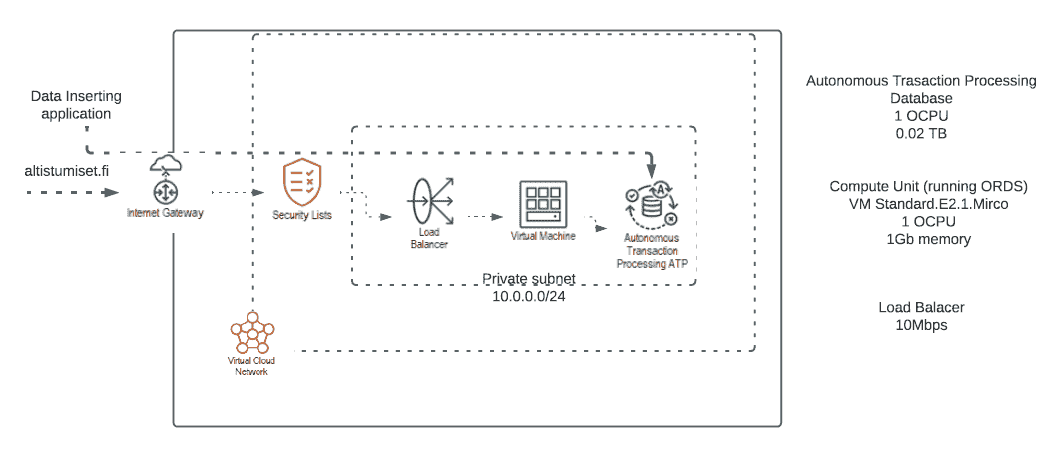 Data Inserting
application
altistumiset.fi
Internet Gateway
Security Lists
Load
Balancer
Virtual Machine
Autonomous
Transaction
Processing ATP
Private subnet
10.0.0.0/24
Virtual Cloud
Network
Autonomous Trasaction Processing
Database
1 OCPU
0.02 TB
Compute Unit (running ORDS)
VM Standard.E2.1.Mirco
1 OCPU
1Gb memory
Load Balacer
10Mbps